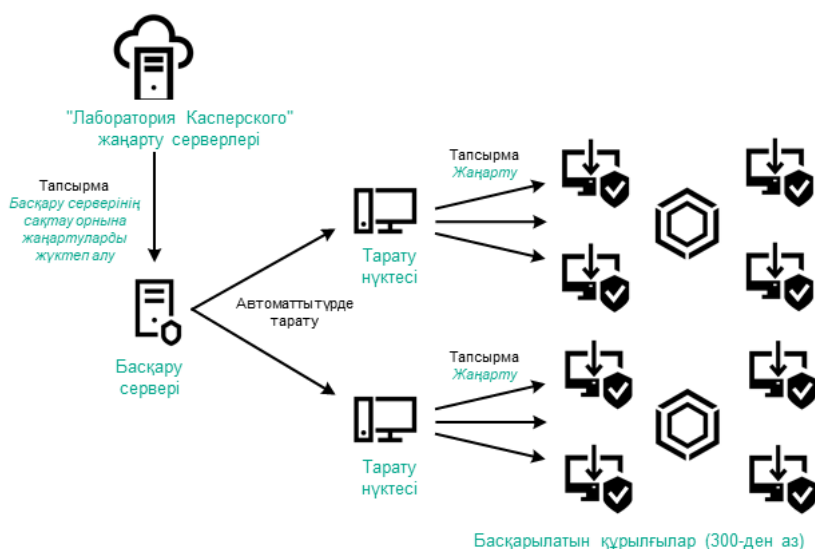 "Лаборатория Касперского"
жаңарту серверлері
Тапсырма
Басқару серверінің
сақтау орнына
жаңартуларды
жүктеп алу
Басқару
сервері
Автоматты түрде
тарату
Тарату
нүктесі
Тапсырма
Жаңарту
Тарату
нүктесі
Тапсырма
Жаңарту
Басқарылатын құрылғылар (300-ден аз)